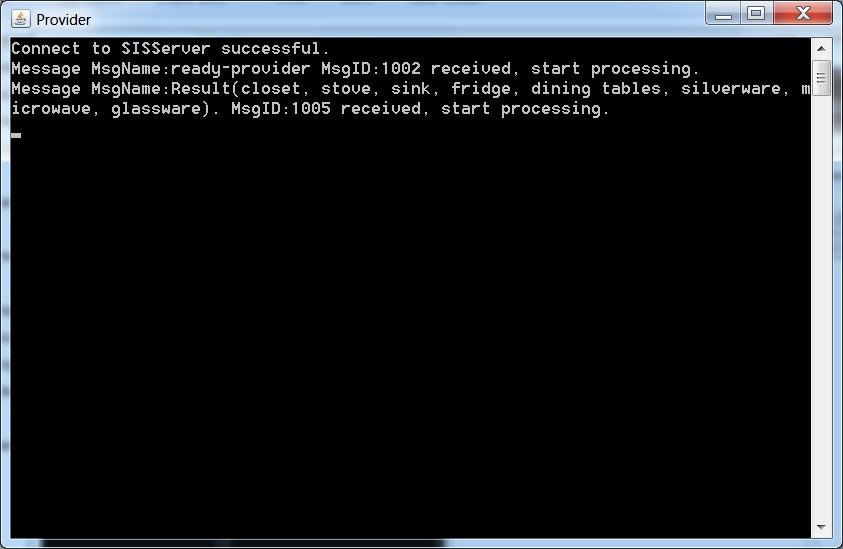 Provider
Connect to SISServer successful.
Message MsgName:ready-provider MsgID:1002 received, start processing.
Message MsgName:Result(closet, stove, sink, fridge, dining tables, silverware, m
icrowave, glassware). MsgID:1005 received, start processing.